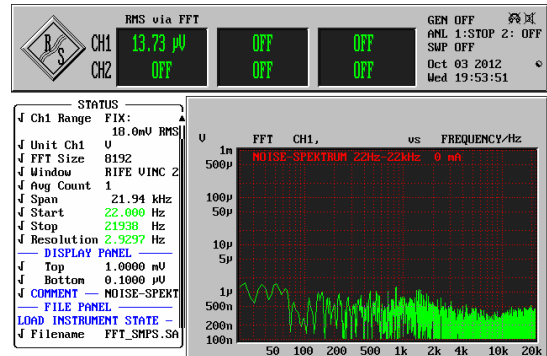 RMS via FFT
CH1 13.73 µV OFF OFF
CH2 OFF OFF OFF
R S
GEN OFF
ANL 1:STOP 2: OFF
SWP OFF
Oct 03 2012
Wed 19:53:51
STATUS
Ch1 Range FIX:
18.0mV RMS
Unit Ch1 V
FFT Size 8192
Window RIFE VINC 2
Avg Count 1
Span 21.94 kHz
Start 22.000 Hz
Stop 21938 Hz
Resolution 2.9297 Hz
DISPLAY PANEL
Top 1.0000 mV
Bottom 0.1000 µV
COMMENT — NOISE-SPEKT
FILE PANEL
LOAD INSTRUMENT STATE —
Filename FFT_SMPS.SA
V FFT CH1, vs FREQUENCY/Hz
NOISE-SPEKTRUM 22Hz-22kHz 0 mA
1m
500µ
100µ
50µ
10µ
5µ
1µ
500n
200n
100n
50 100 200 500 1k 2k 4k 10k 20k